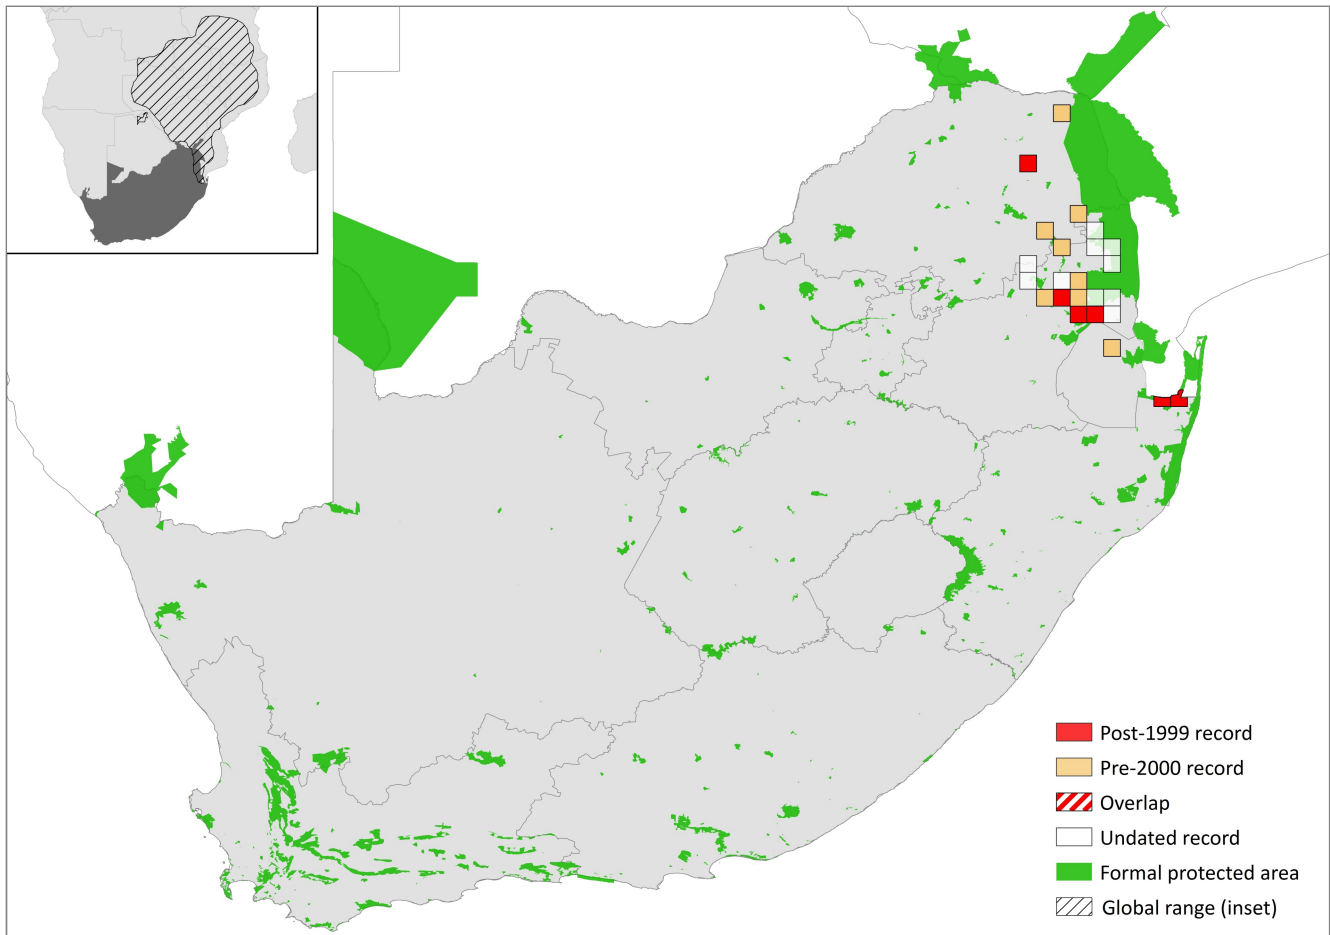 Post-1999 record
Pre-2000 record
Overlap
Undated record
Formal protected area
Global range (inset)